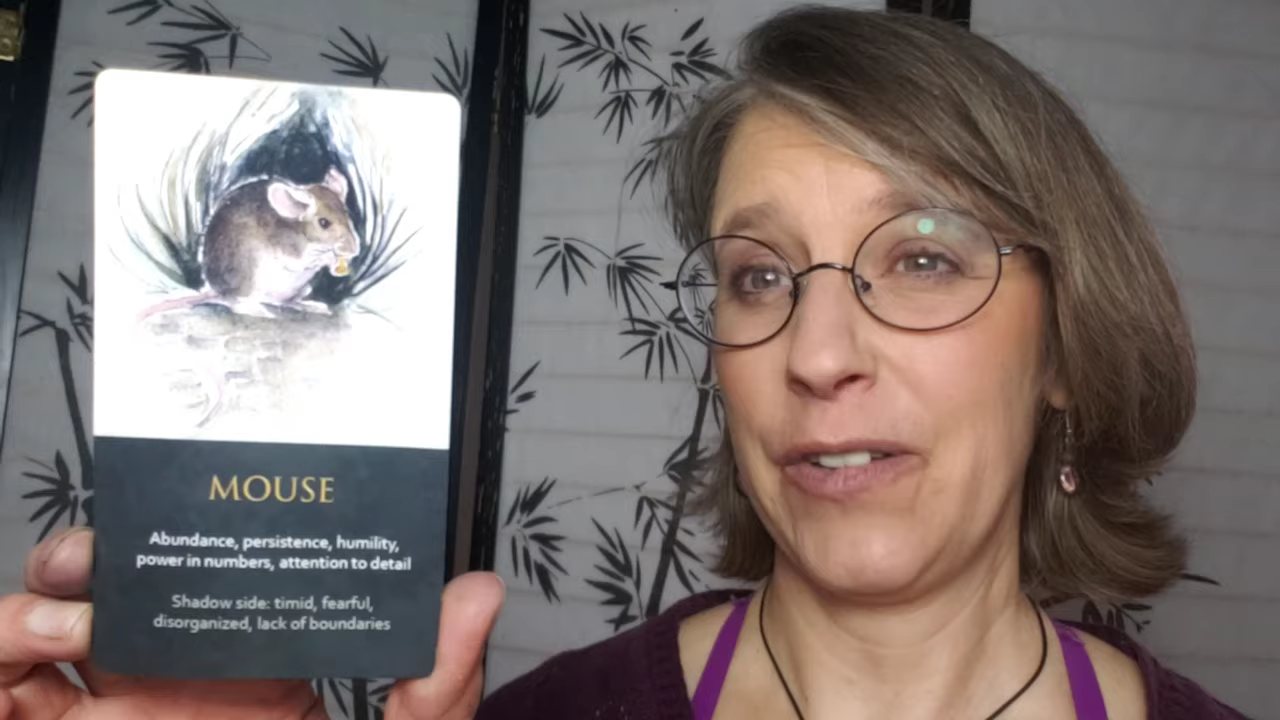 MOUSE
Abundance, persistence, humility,
power in numbers, attention to detail
Shadow side: timid, fearful,
disorganized, lack of boundaries